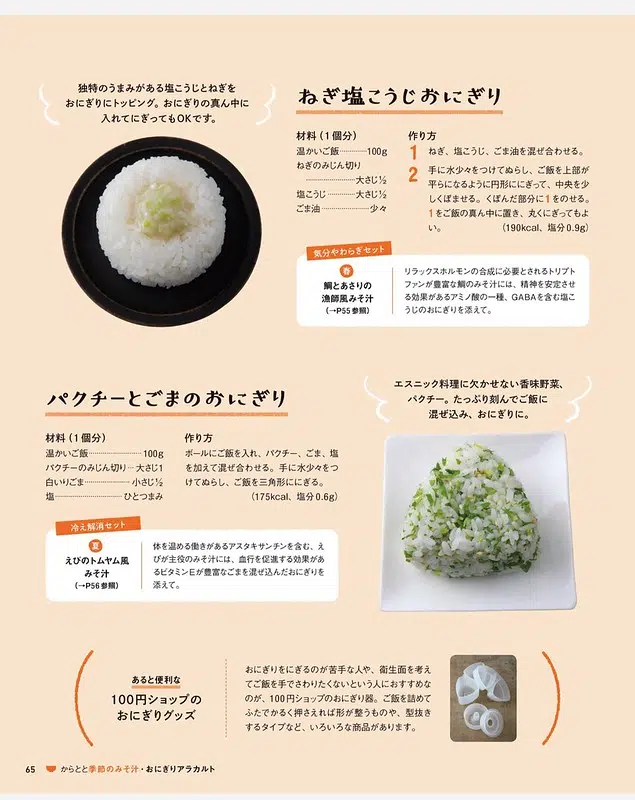 独特のうまみがある塩こうじとねぎを
おにぎりにトッピング。おにぎりの真ん中に
入れてにぎってもOKです。
ねぎ塩こうじおにぎり
材料(1個分)
温かいご飯…………100g
ねぎのみじん切り
……………………大さじ½
塩こうじ…………大さじ½
ごま油………………少々
作り方
1 ねぎ、塩こうじ、ごま油を混ぜ合わせる。
2 手に水少々をつけてぬらし、ご飯を上部が
平らになるように円形ににぎって、中央を少
しくぼませる。くぼんだ部分に1をのせる。
1をご飯の真ん中に置き、丸くにぎってもよ
い。 (190kcal、塩分0.9g)
気分やわらぎセット
春
鯛とあさりの
漁師風みそ汁
(→P55参照)
リラックスホルモンの合成に必要とされるトリプト
ファンが豊富な鯛のみそ汁には、精神を安定させ
る効果があるアミノ酸の一種、GABAを含む塩こ
うじのおにぎりを添えて。
パクチーとごまのおにぎり
材料(1個分)
温かいご飯……………100g
パクチーのみじん切り…大さじ1
白いりごま…………小さじ½
塩………………ひとつまみ
作り方
ボールにご飯を入れ、パクチー、ごま、塩
を加えて混ぜ合わせる。手に水少々をつ
けてぬらし、ご飯を三角形ににぎる。
(175kcal、塩分0.6g)
エスニック料理に欠かせない香味野菜、
パクチー。たっぷり刻んでご飯に
混ぜ込み、おにぎりに。
冷え解消セット
夏
えびのトムヤム風
みそ汁
(→P56参照)
体を温める働きがあるアスタキサンチンを含む、え
びが主役のみそ汁には、血行を促進する効果があ
るビタミンEが豊富なごまを混ぜ込んだおにぎりを
添えて。
あると便利な
100円ショップの
おにぎりグッズ
おにぎりをにぎるのが苦手な人や、衛生面を考え
てご飯を手でさわりたくないという人におすすめな
のが、100円ショップのおにぎり器。ご飯を詰めて
ふたでかるく押さえれば形が整うものや、型抜き
するタイプなど、いろいろな商品があります。
65 からとと季節のみそ汁・おにぎりアラカルト